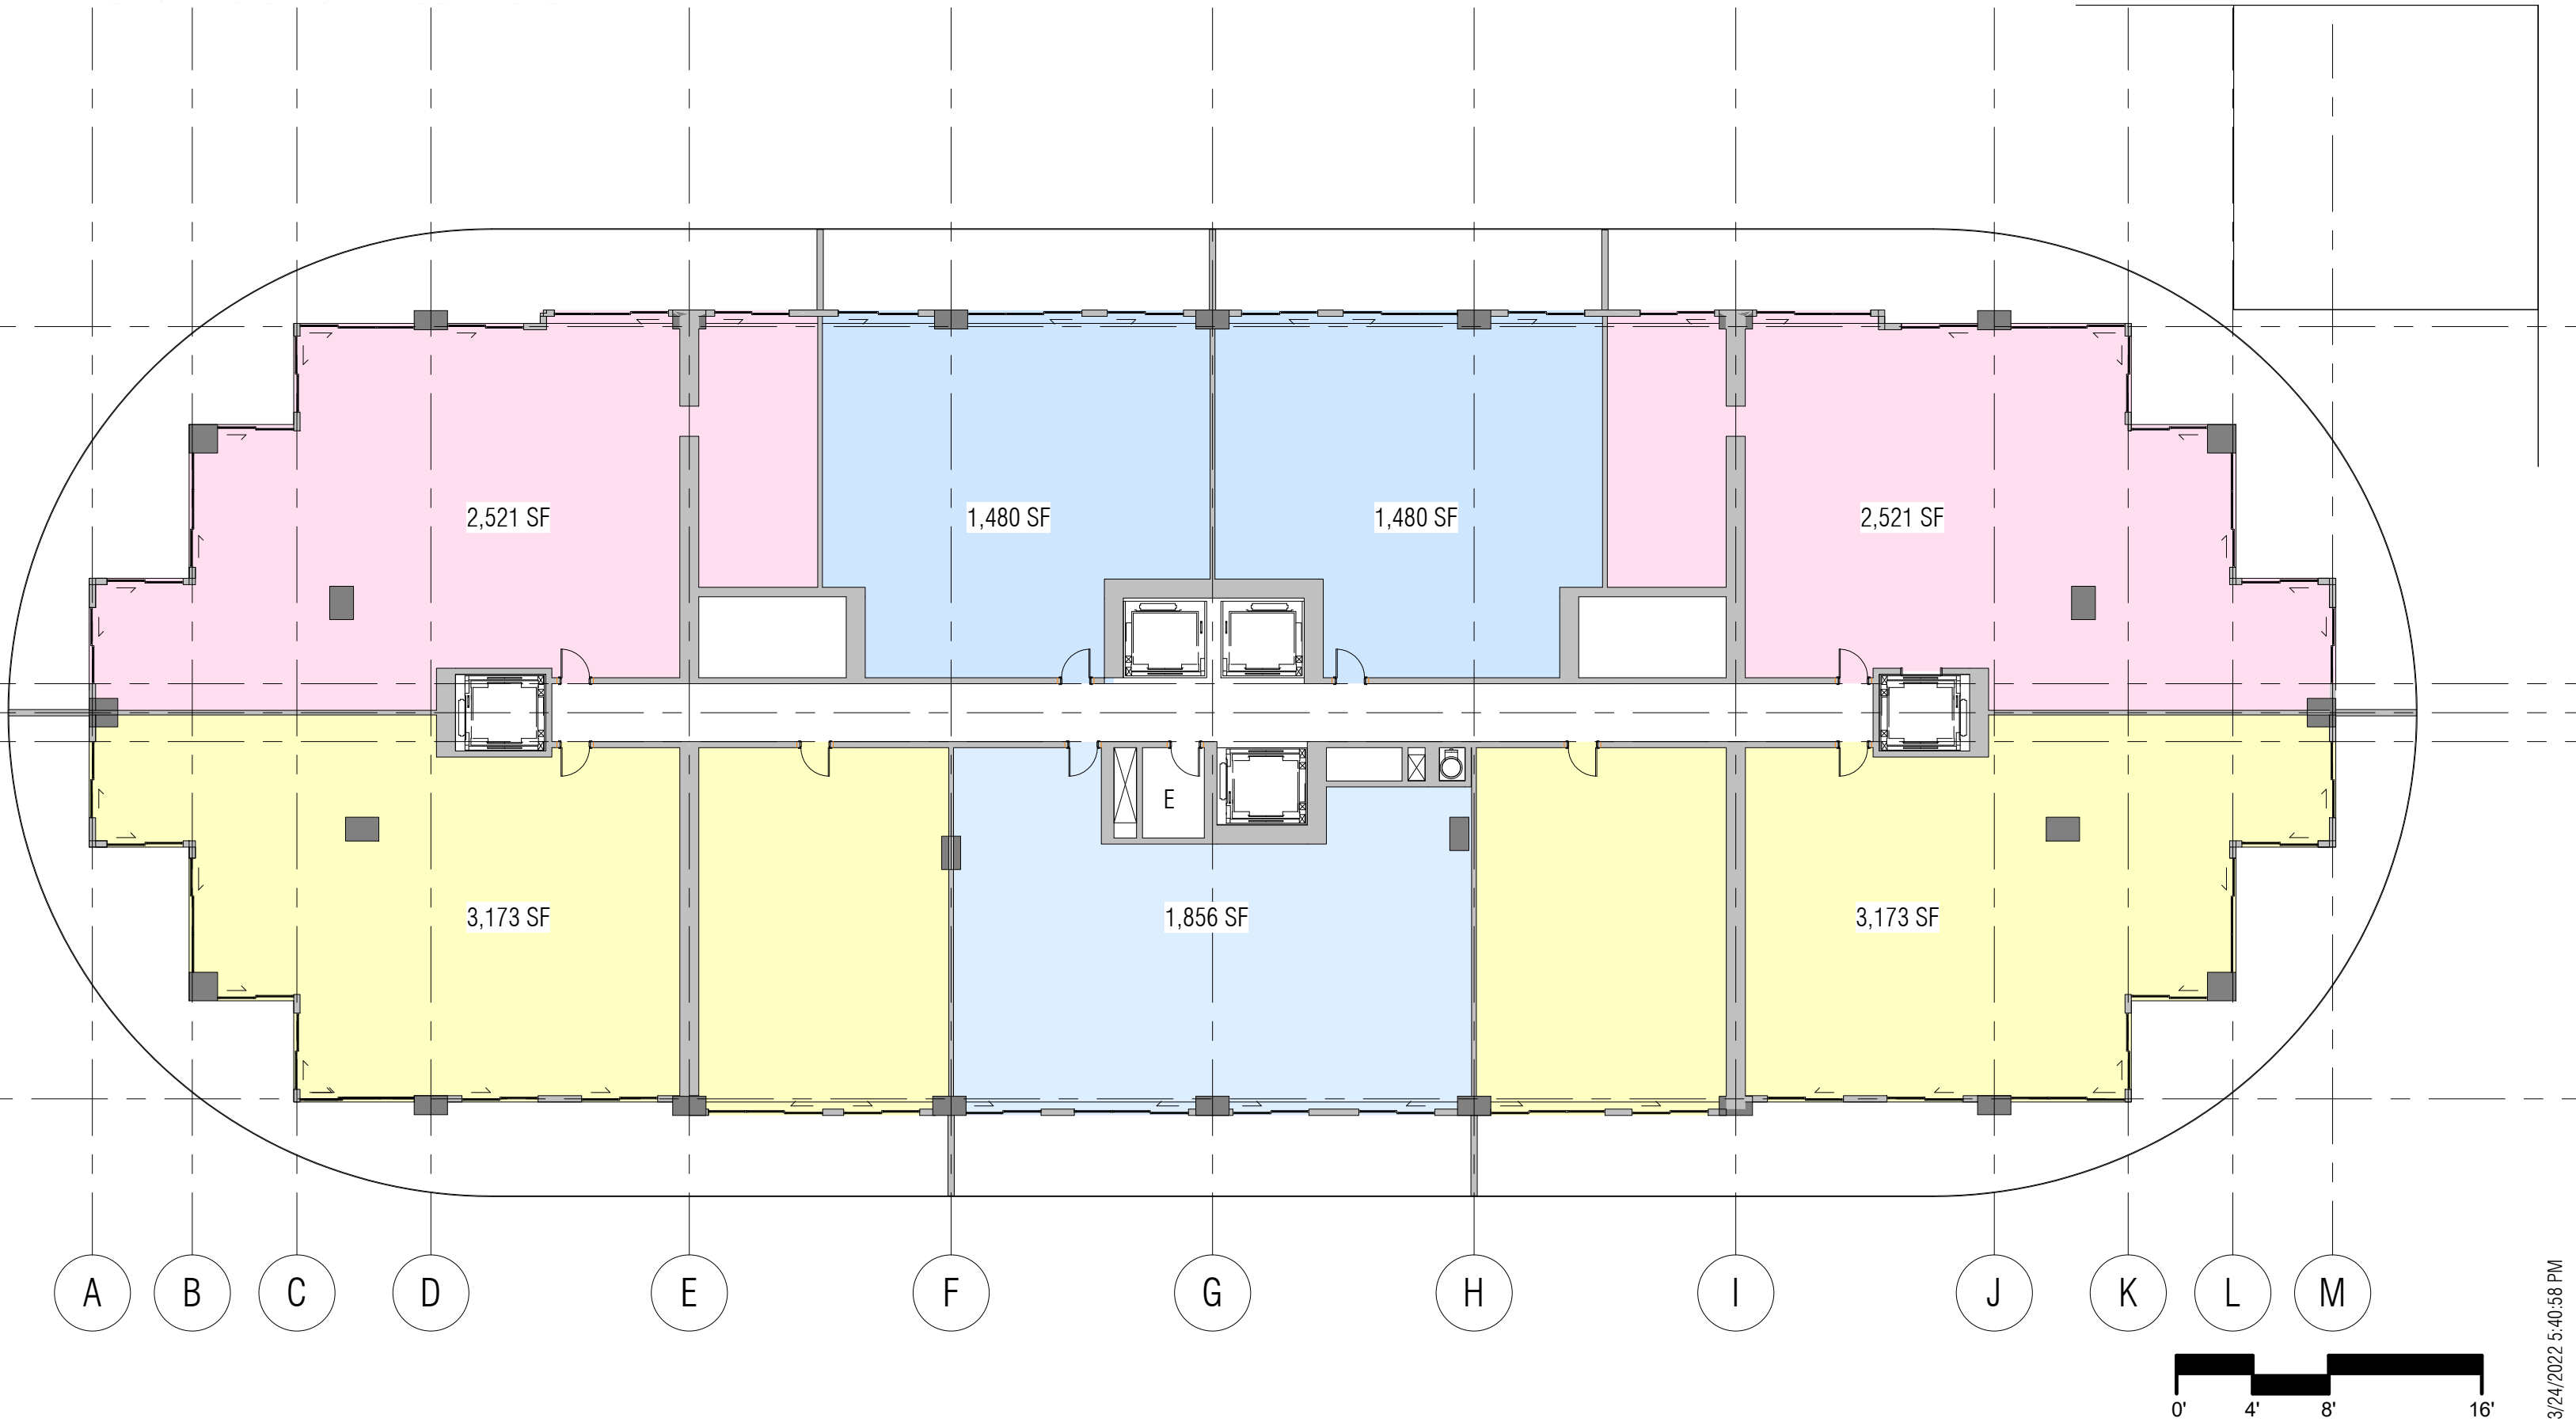 2,521 SF
1,480 SF
1,480 SF
2,521 SF
E
3,173 SF
1,856 SF
3,173 SF
A
B
C
D
E
F
G
H
I
J
K
L
M
0'
4'
8'
16'
3/24/2022 5:40:58 PM